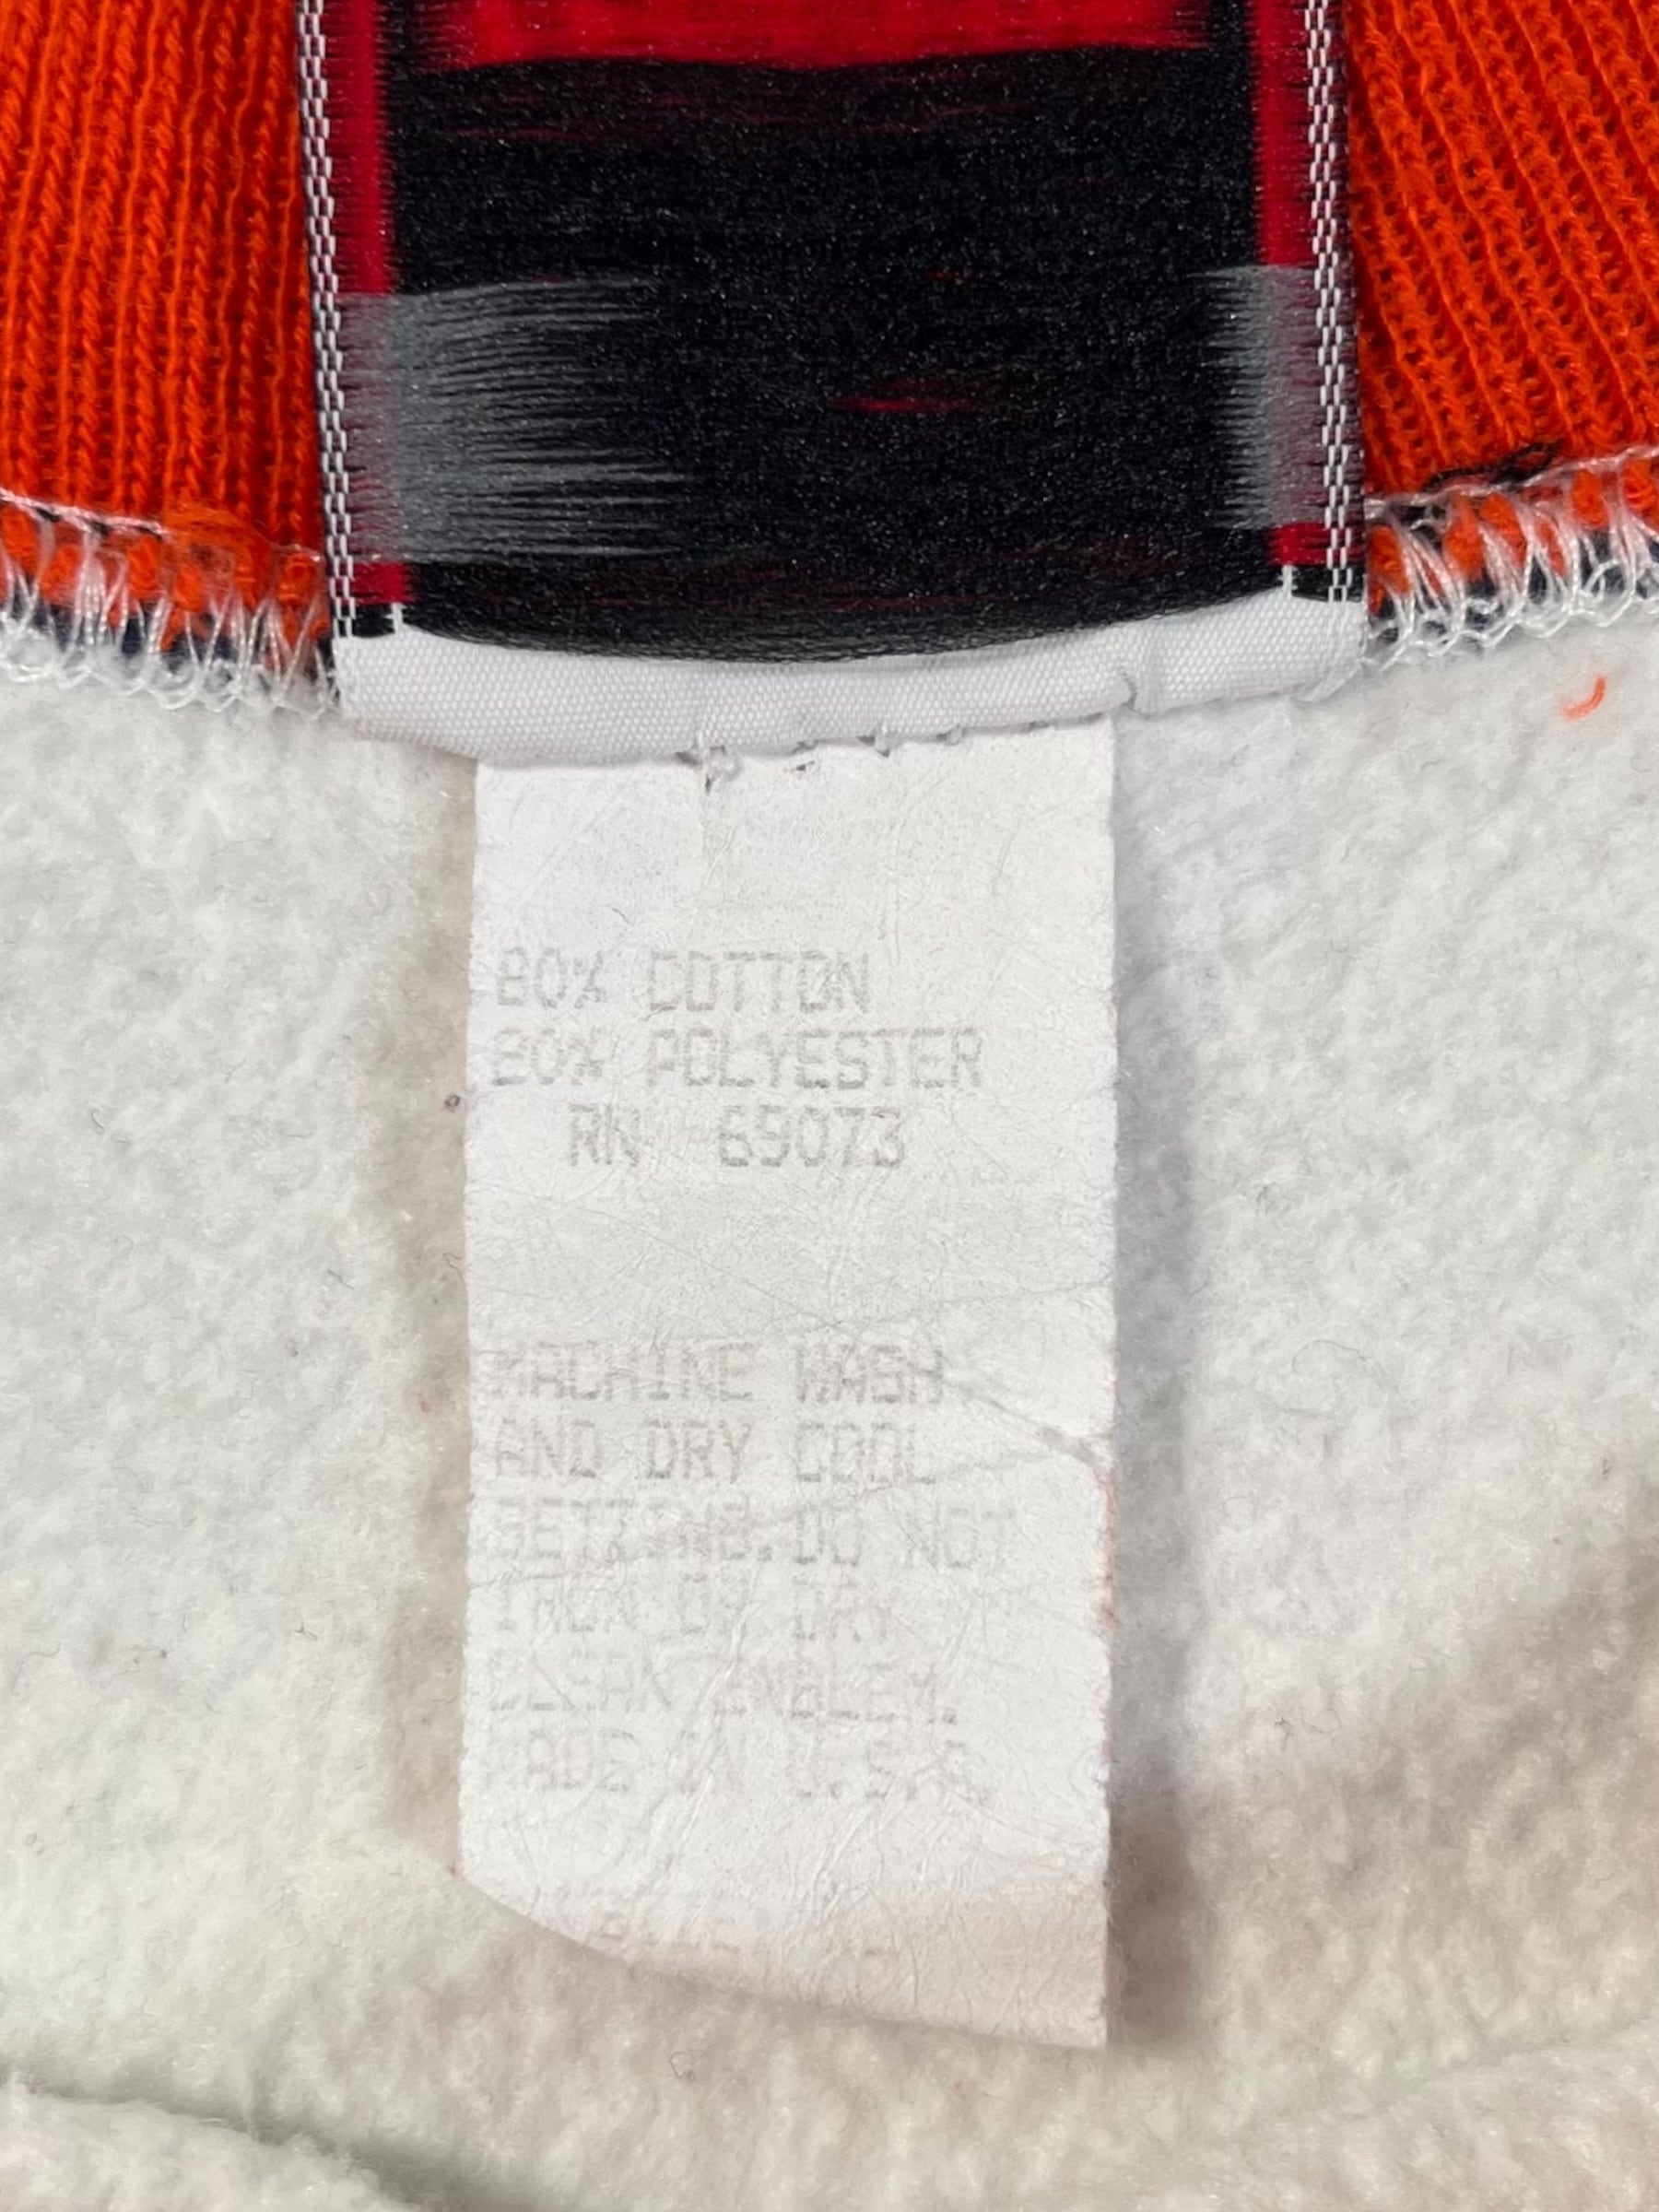 80% COTTON
20% POLYESTER
RN 69073
MACHINE WASH
AND DRY COOL
SETTING. DO NOT
IRON OR DRY
CLEAN EMBLEM.
MADE IN U.S.A.